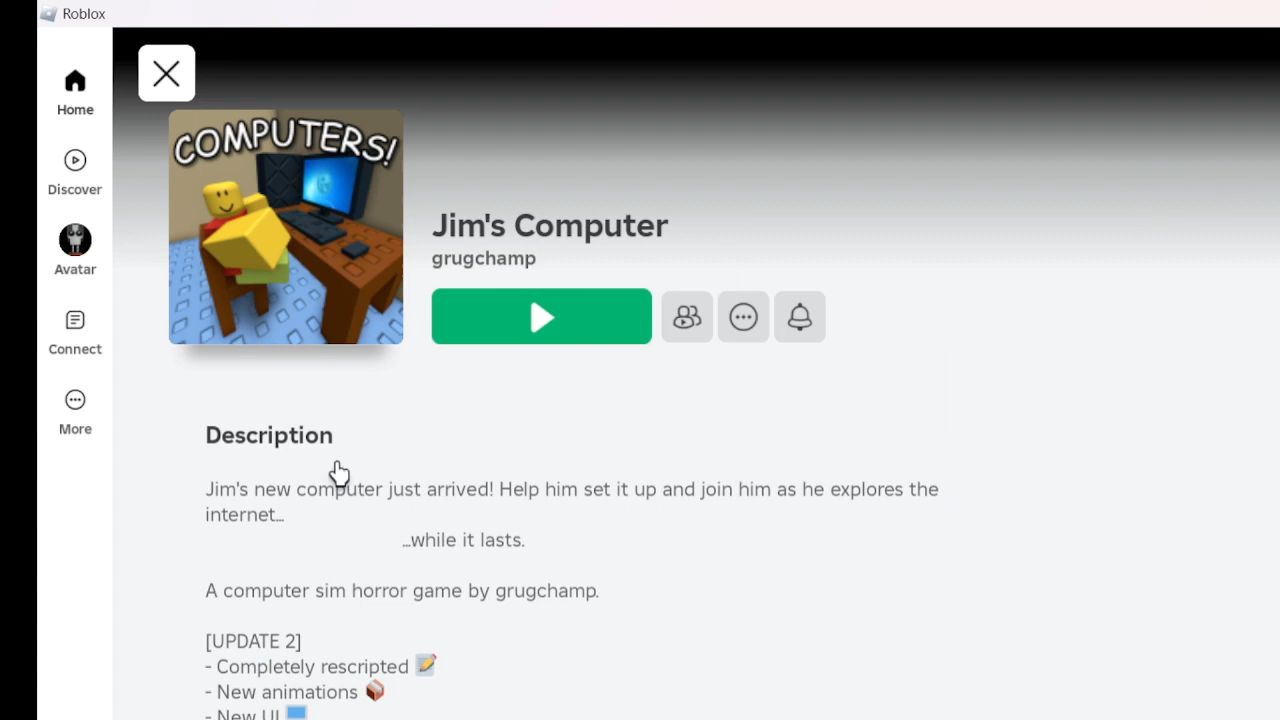 Roblox
Home
Discover
Avatar
Connect
More
COMPUTERS!
Jim's Computer
grugchamp
Description
Jim's new computer just arrived! Help him set it up and join him as he explores the
internet...
...while it lasts.
A computer sim horror game by grugchamp.
[UPDATE 2]
- Completely rescripted 📝
- New animations 📦
- New UI 🖥️